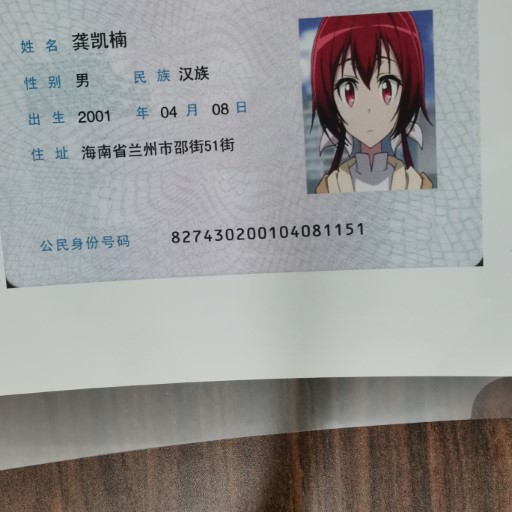 姓名 龚凯楠
性别 男 民族 汉族
出生 2001 年 04 月 08 日
住址 海南省兰州市邵街51街
公民身份号码 827430200104081151